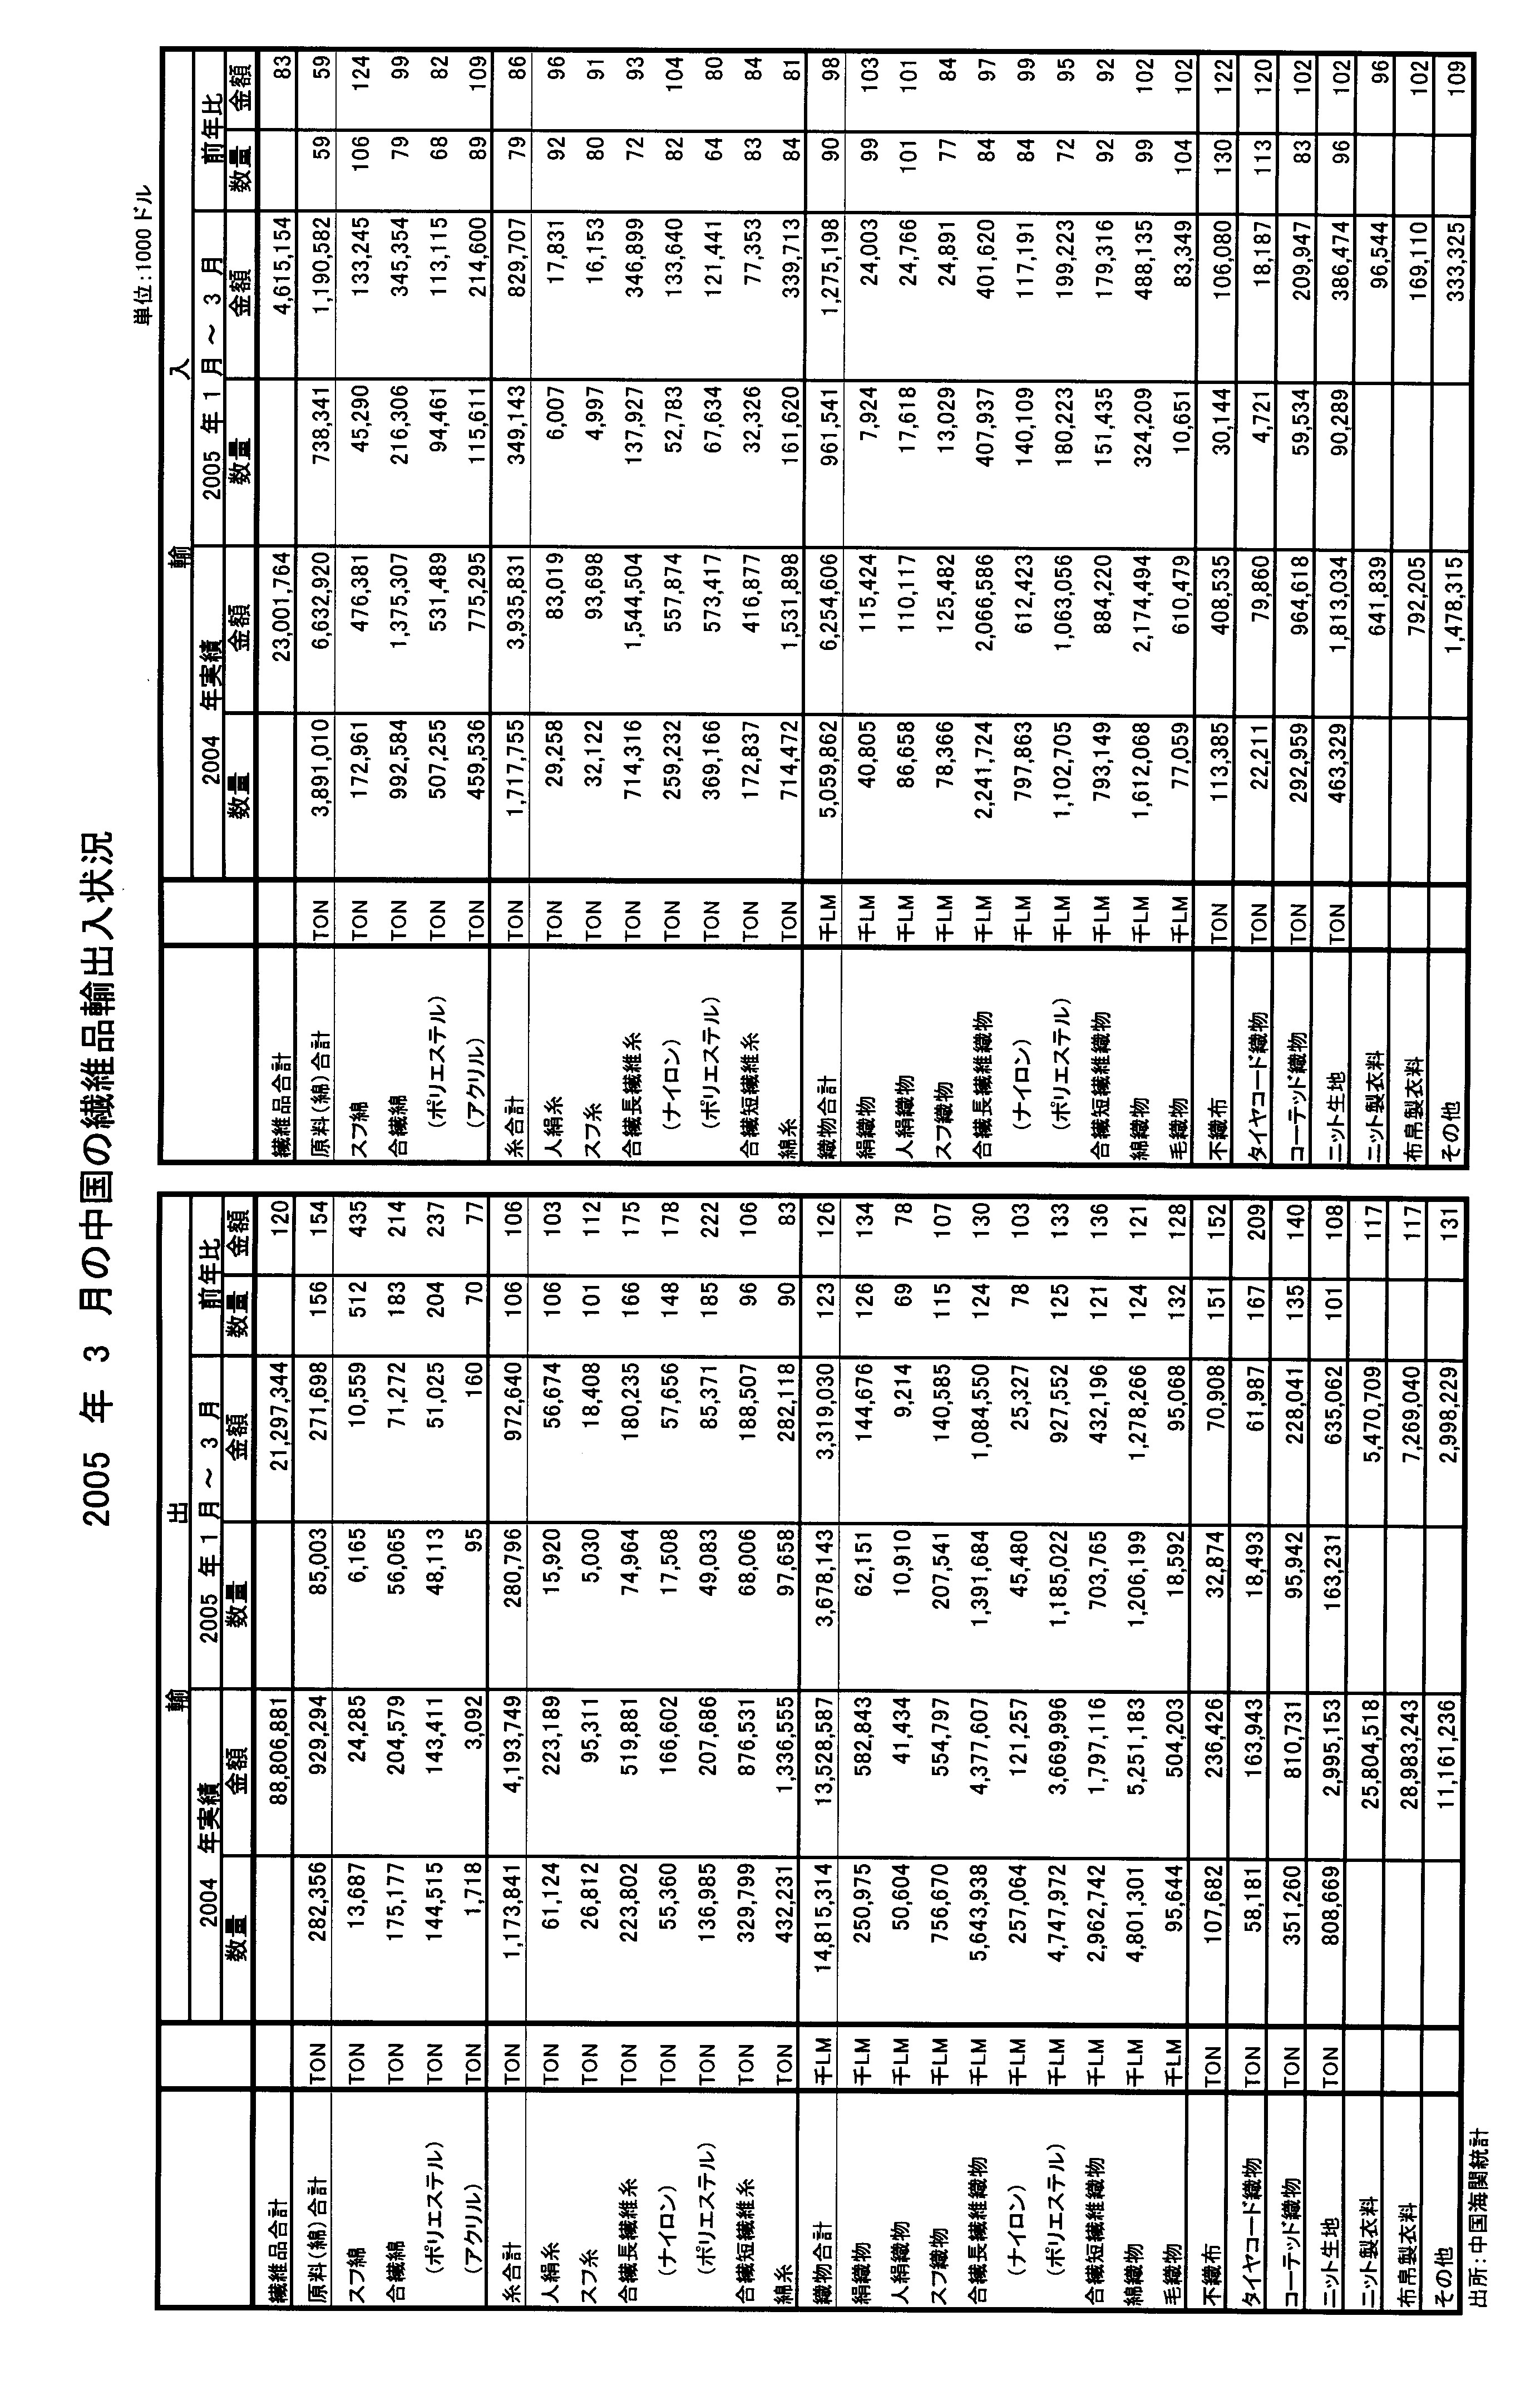 2005 年 3 月の中国の繊維品輸出入状況
単位:1000ドル
輸 出
2004 年実績 2005 年 1 月 ～ 3 月 前年比
数量 金額 数量 金額 数量 金額
繊維品合計 88,806,881 21,297,344 120
原料(綿)合計 TON 282,356 929,294 85,003 271,698 156 154
スフ綿 TON 13,687 24,285 6,165 10,559 512 435
合繊綿 TON 175,177 204,579 56,065 71,272 183 214
(ポリエステル) TON 144,515 143,411 48,113 51,025 204 237
(アクリル) TON 1,718 3,092 95 160 70 77
糸合計 TON 1,173,841 4,193,749 280,796 972,640 106 106
人絹糸 TON 61,124 223,189 15,920 56,674 106 103
スフ糸 TON 26,812 95,311 5,030 18,408 101 112
合繊長繊維糸 TON 223,802 519,881 74,964 180,235 166 175
(ナイロン) TON 55,360 166,602 17,508 57,656 148 178
(ポリエステル) TON 136,985 207,686 49,083 85,371 185 222
合繊短繊維糸 TON 329,799 876,531 68,006 188,507 96 106
綿糸 TON 432,231 1,336,555 97,658 282,118 90 83
織物合計 千LM 14,815,314 13,528,587 3,678,143 3,319,030 123 126
絹織物 千LM 250,975 582,843 62,151 144,676 126 134
人絹織物 千LM 50,604 41,434 10,910 9,214 69 78
スフ織物 千LM 756,670 554,797 207,541 140,585 115 107
合繊長繊維織物 千LM 5,643,938 4,377,607 1,391,684 1,084,550 124 130
(ナイロン) 千LM 257,064 121,257 45,480 25,327 78 103
(ポリエステル) 千LM 4,747,972 3,669,996 1,185,022 927,552 125 133
合繊短繊維織物 千LM 2,962,742 1,797,116 703,765 432,196 121 136
綿織物 千LM 4,801,301 5,251,183 1,206,199 1,278,266 124 121
毛織物 千LM 95,644 504,203 18,592 95,068 132 128
不織布 TON 107,682 236,426 32,874 70,908 151 152
タイヤコード織物 TON 58,181 163,943 18,493 61,987 167 209
コーテッド織物 TON 351,260 810,731 95,942 228,041 135 140
ニット生地 TON 808,669 2,995,153 163,231 635,062 101 108
ニット製衣料 25,804,518 5,470,709 117
布帛製衣料 28,983,243 7,269,040 117
その他 11,161,236 2,998,229 131
出所:中国海関統計
輸 入
2004 年実績 2005 年 1 月 ～ 3 月 前年比
数量 金額 数量 金額 数量 金額
繊維品合計 23,001,764 4,615,154 83
原料(綿)合計 TON 3,891,010 6,632,920 738,341 1,190,582 59 59
スフ綿 TON 172,961 476,381 45,290 133,245 106 124
合繊綿 TON 992,584 1,375,307 216,306 345,354 79 99
(ポリエステル) TON 507,255 531,489 94,461 113,115 68 82
(アクリル) TON 459,536 775,295 115,611 214,600 89 109
糸合計 TON 1,717,755 3,935,831 349,143 829,707 79 86
人絹糸 TON 29,258 83,019 6,007 17,831 92 96
スフ糸 TON 32,122 93,698 4,997 16,153 80 91
合繊長繊維糸 TON 714,316 1,544,504 137,927 346,899 72 93
(ナイロン) TON 259,232 557,874 52,783 133,640 82 104
(ポリエステル) TON 369,166 573,417 67,634 121,441 64 80
合繊短繊維糸 TON 172,837 416,877 32,326 77,353 83 84
綿糸 TON 714,472 1,531,898 161,620 339,713 84 81
織物合計 千LM 5,059,862 6,254,606 961,541 1,275,198 90 98
絹織物 千LM 40,805 115,424 7,924 24,003 99 103
人絹織物 千LM 86,658 110,117 17,618 24,766 101 101
スフ織物 千LM 78,366 125,482 13,029 24,891 77 84
合繊長繊維織物 千LM 2,241,724 2,066,586 407,937 401,620 84 97
(ナイロン) 千LM 797,863 612,423 140,109 117,191 84 99
(ポリエステル) 千LM 1,102,705 1,063,056 180,223 199,223 72 95
合繊短繊維織物 千LM 793,149 884,220 151,435 179,316 92 92
綿織物 千LM 1,612,068 2,174,494 324,209 488,135 99 102
毛織物 千LM 77,059 610,479 10,651 83,349 104 102
不織布 TON 113,385 408,535 30,144 106,080 130 122
タイヤコード織物 TON 22,211 79,860 4,721 18,187 113 120
コーテッド織物 TON 292,959 964,618 59,534 209,947 83 102
ニット生地 TON 463,329 1,813,034 90,289 386,474 96 102
ニット製衣料 641,839 96,544 96
布帛製衣料 792,205 169,110 102
その他 1,478,315 333,325 109